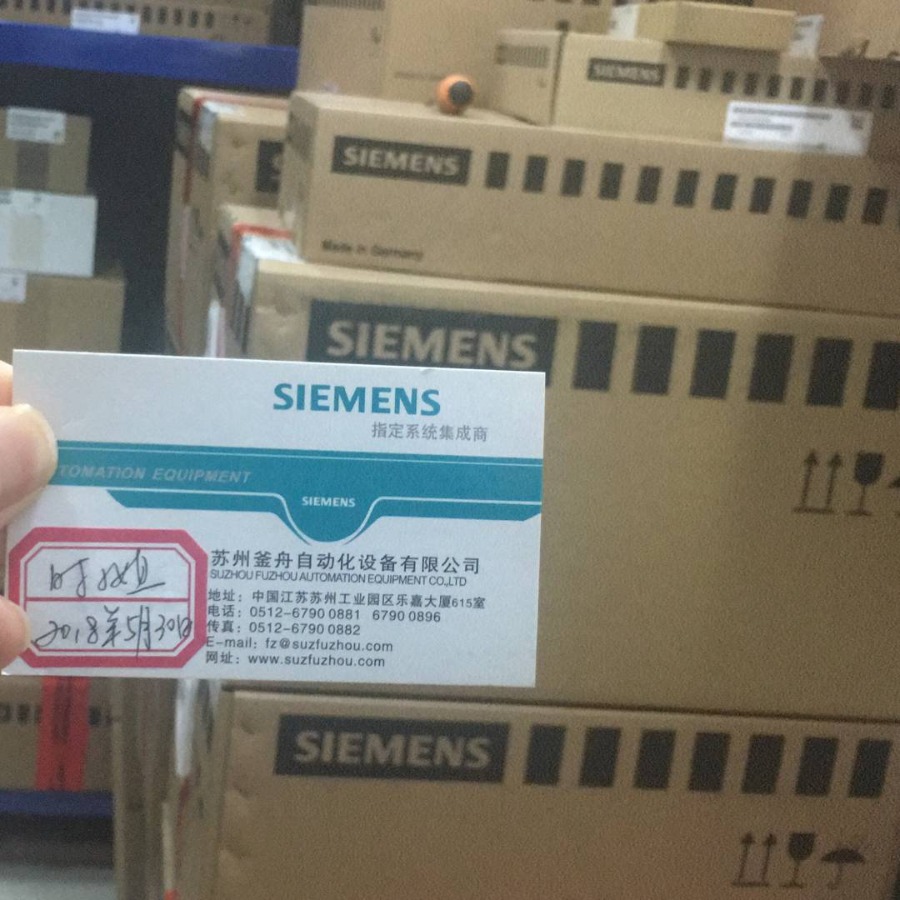 SIEMENS
SIEMENS
Made in Germany
SIEMENS
SIEMENS
指定系统集成商
TOMATION EQUIPMENT
SIEMENS
苏州釜舟自动化设备有限公司
SUZHOU FUZHOU AUTOMATION EQUIPMENT CO.,LTD
地址：中国江苏苏州工业园区乐嘉大厦615室
电话：0512-6790 0881 6790 0896
传真：0512-6790 0882
E-mail: fz@suzfuzhou.com
网址：www.suzfuzhou.com
2018年5月30日
SIEMENS